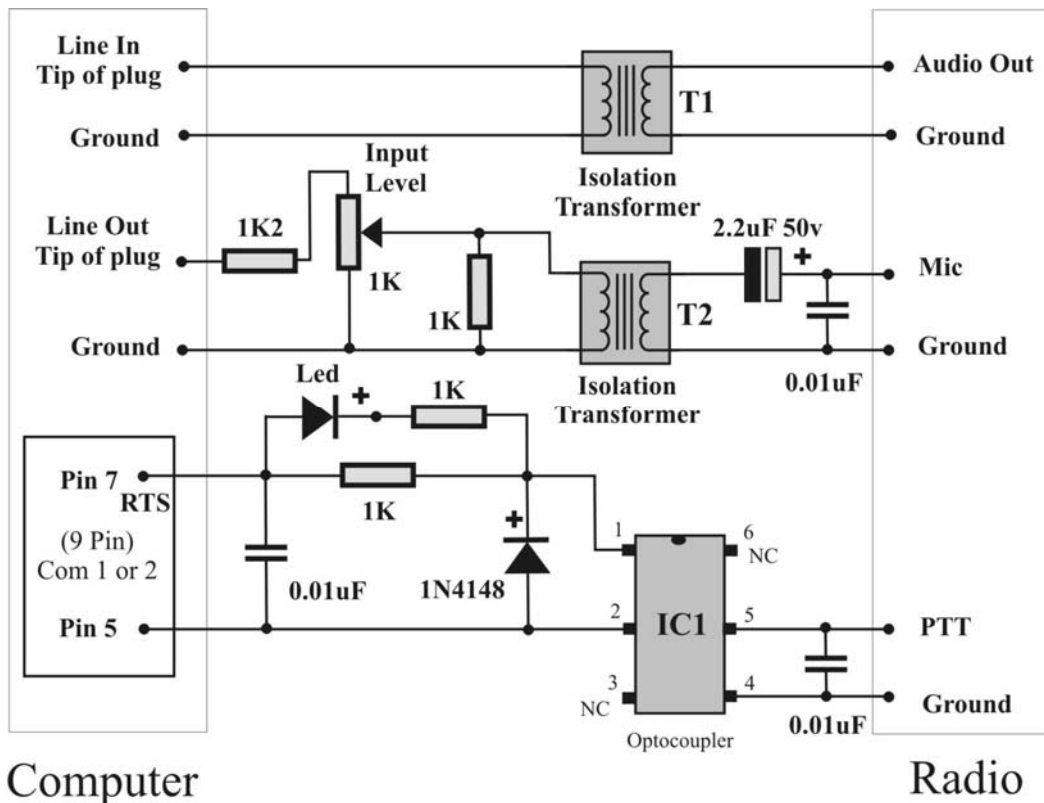 Line In
Tip of plug
Audio Out
T1
Ground
Ground
Isolation
Transformer
Input
Level
Line Out
Tip of plug
1K2
1K
1K
2.2uF 50v
+
Mic
T2
Ground
Ground
0.01uF
Isolation
Transformer
Led
+
1K
Pin 7
RTS
1K
+
(9 Pin)
Com 1 or 2
0.01uF
1N4148
1
6
NC
Pin 5
2
IC1
5
PTT
3
NC
4
Ground
0.01uF
Optocoupler
Computer
Radio